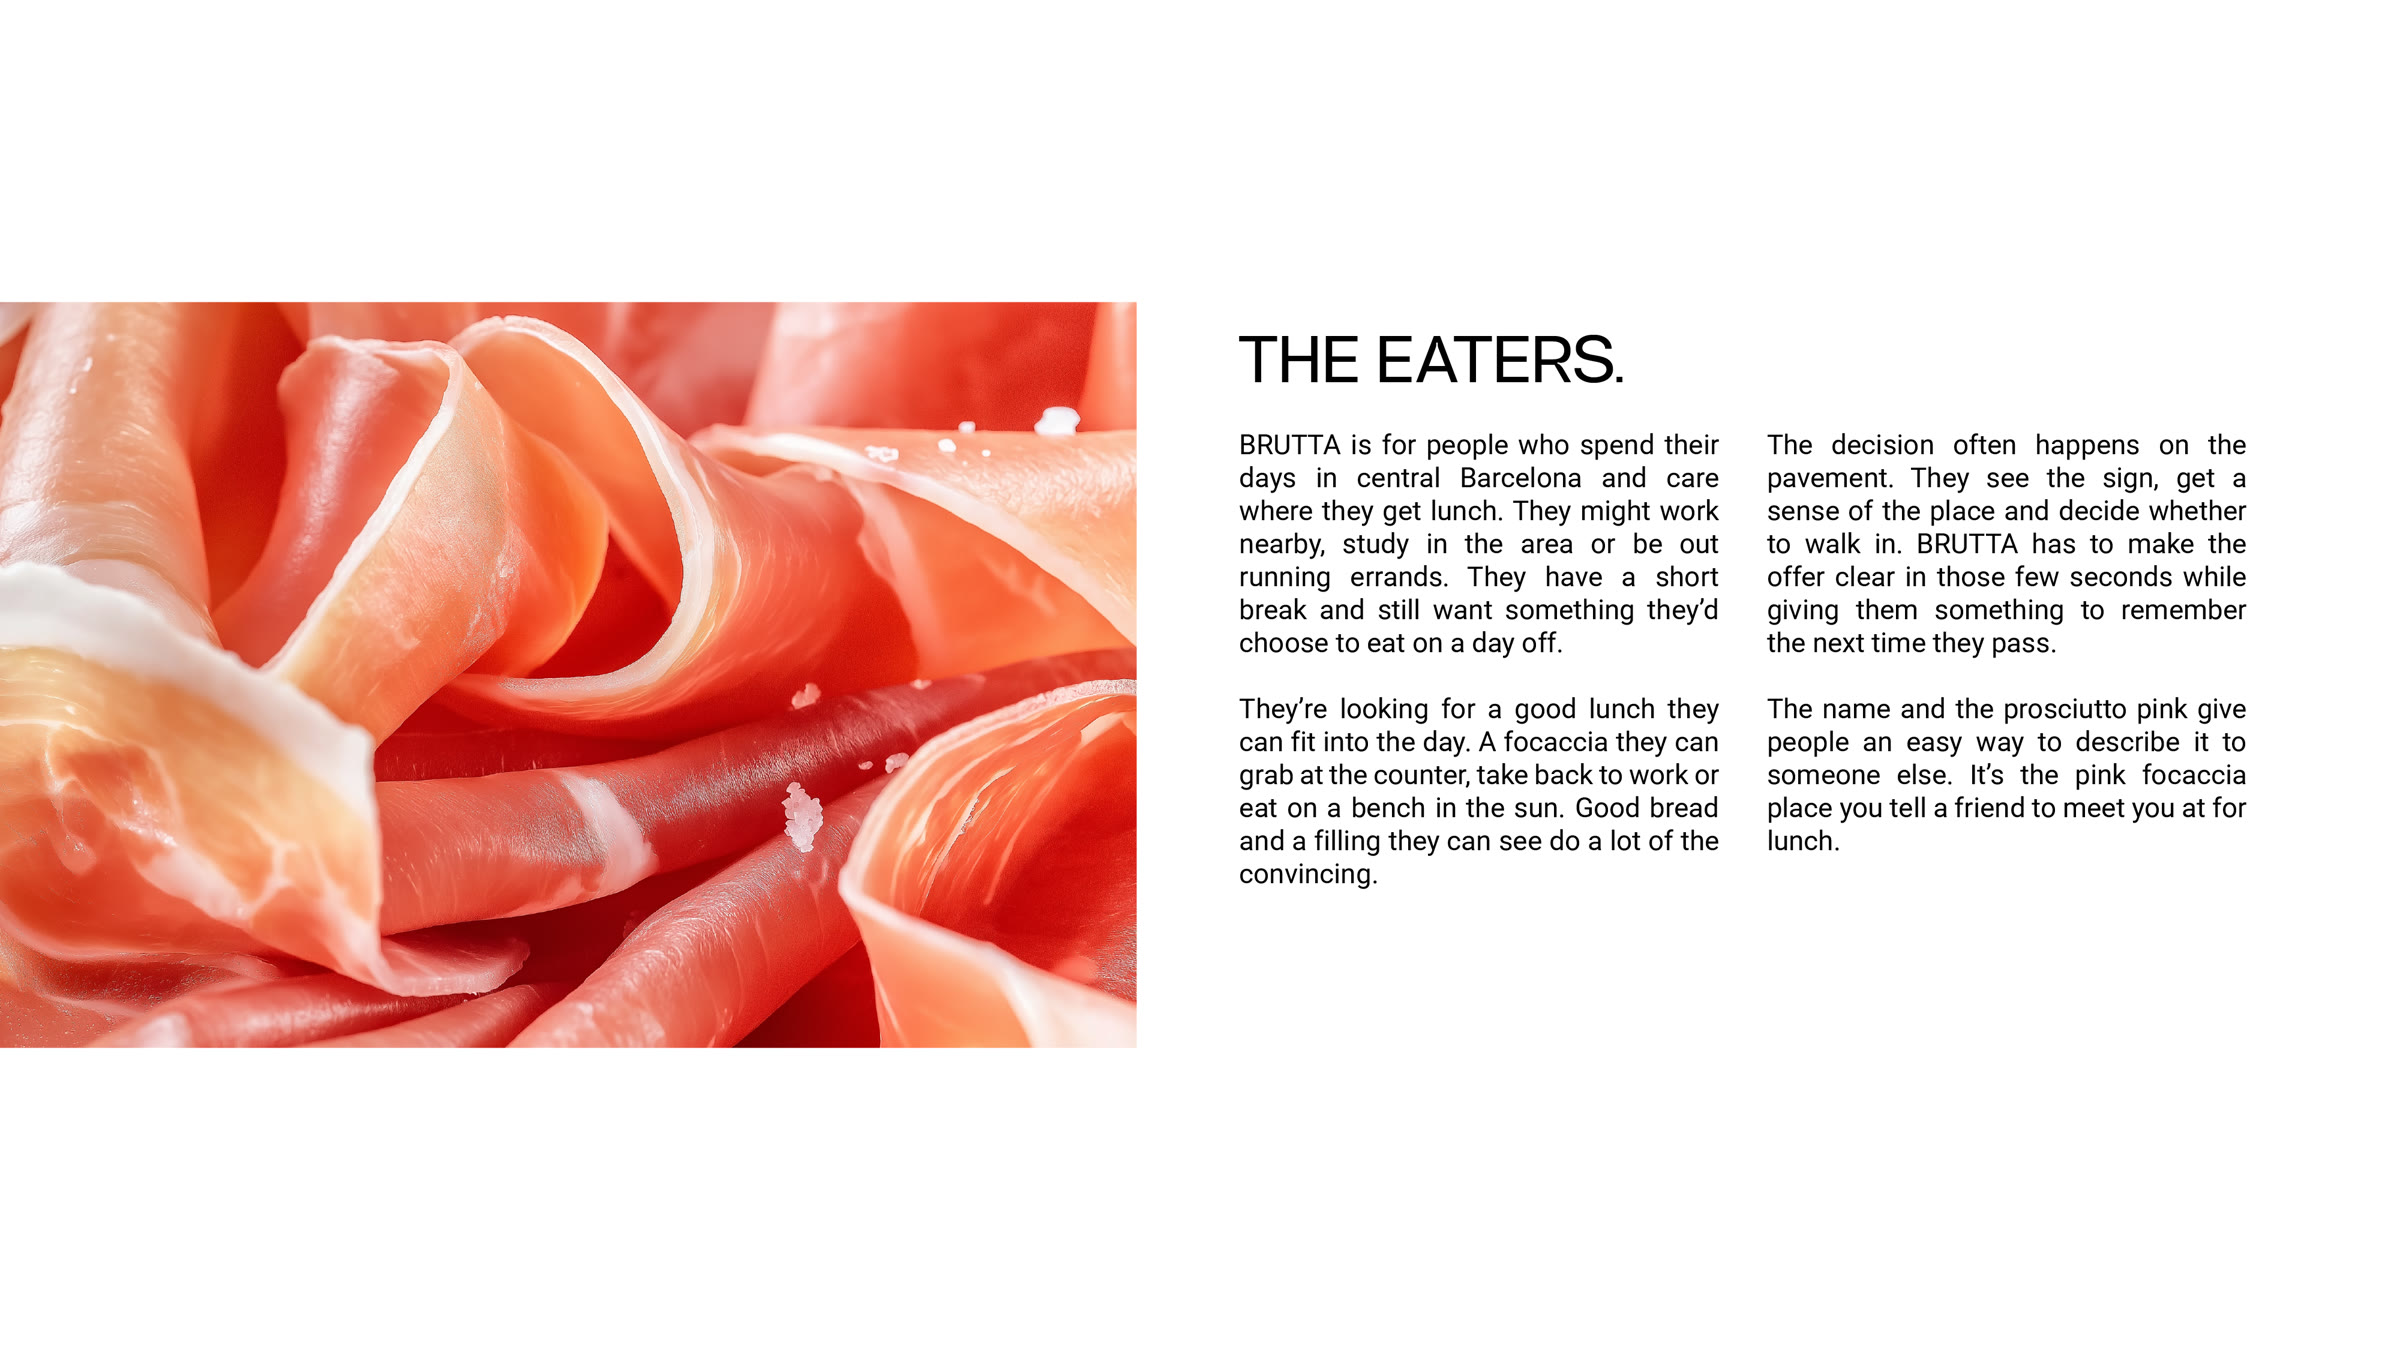 THE EATERS.
BRUTTA is for people who spend their
days in central Barcelona and care
where they get lunch. They might work
nearby, study in the area or be out
running errands. They have a short
break and still want something they’d
choose to eat on a day off.
They’re looking for a good lunch they
can fit into the day. A focaccia they can
grab at the counter, take back to work or
eat on a bench in the sun. Good bread
and a filling they can see do a lot of the
convincing.
The decision often happens on the
pavement. They see the sign, get a
sense of the place and decide whether
to walk in. BRUTTA has to make the
offer clear in those few seconds while
giving them something to remember
the next time they pass.
The name and the prosciutto pink give
people an easy way to describe it to
someone else. It’s the pink focaccia
place you tell a friend to meet you at for
lunch.